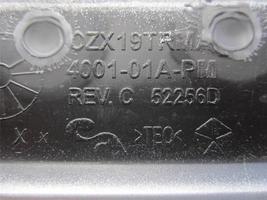 CZX19TRMA
4001-01A-PM
REV. C 52256D
X X >TEO<